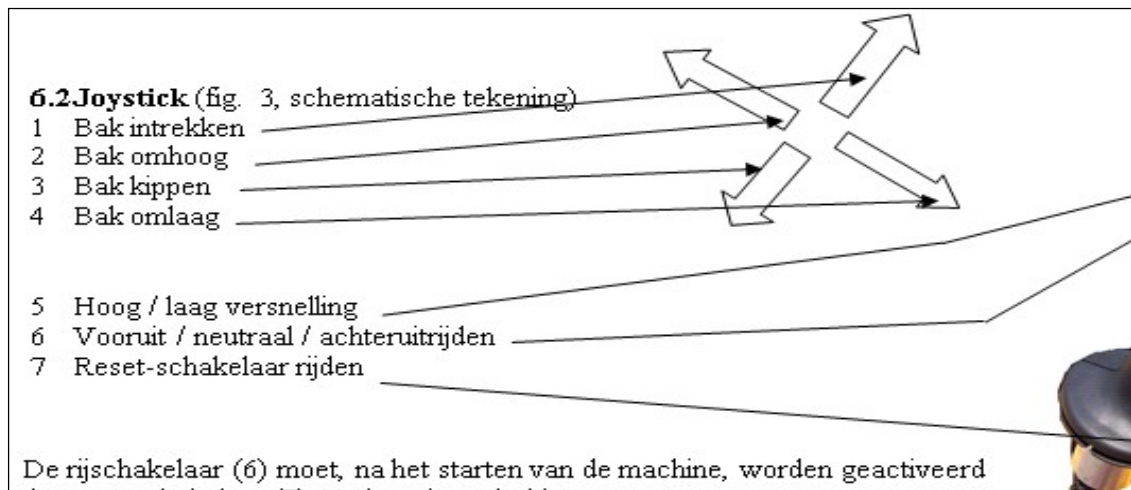 6.2Joystick (fig. 3, schematische tekening)
1 Bak intrekken
2 Bak omhoog
3 Bak kippen
4 Bak omlaag
5 Hoog / laag versnelling
6 Vooruit / neutraal / achteruitrijden
7 Reset-schakelaar rijden
De rijschakelaar (6) moet, na het starten van de machine, worden geactiveerd